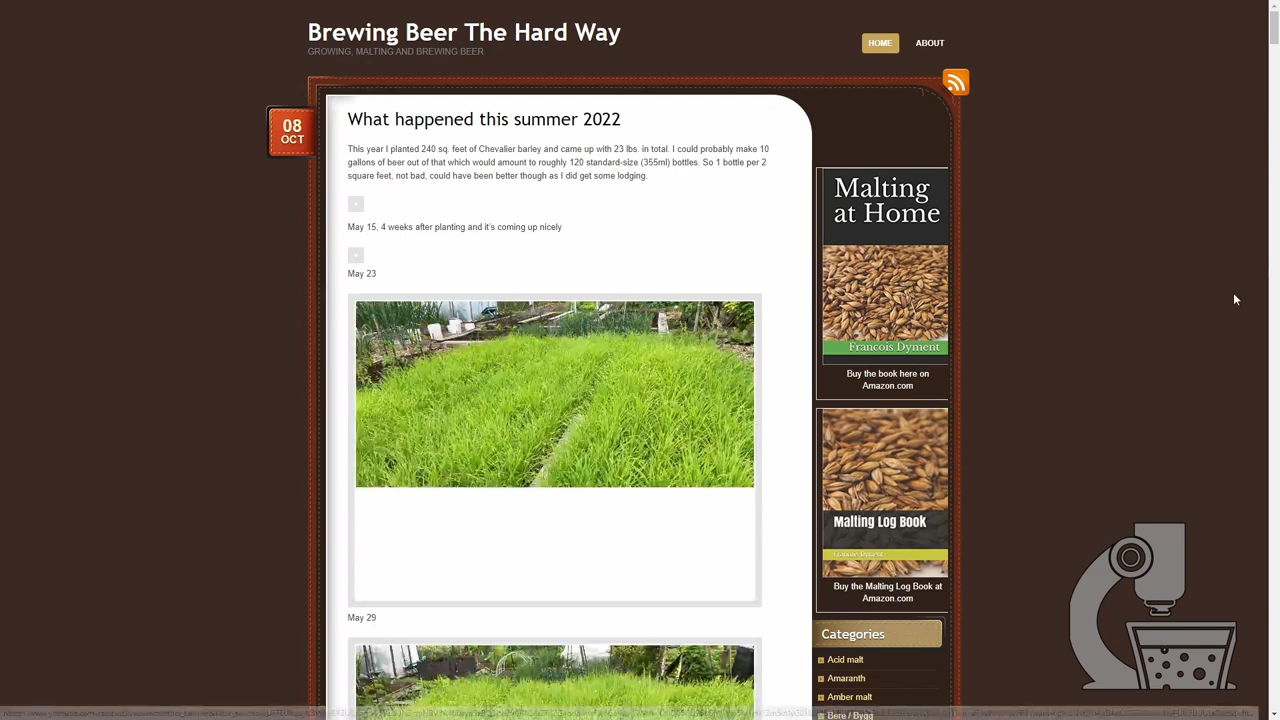 Brewing Beer The Hard Way
GROWING, MALTING AND BREWING BEER
HOME
ABOUT
08
OCT
What happened this summer 2022
This year I planted 240 sq. feet of Chevalier barley and came up with 23 lbs. in total. I could probably make 10
gallons of beer out of that which would amount to roughly 120 standard-size (355ml) bottles. So 1 bottle per 2
square feet, not bad, could have been better though as I did get some lodging.
May 15, 4 weeks after planting and it's coming up nicely
May 23
May 29
Malting
at Home
Francois Dyment
Buy the book here on
Amazon.com
Malting Log Book
Francois Dyment
Buy the Malting Log Book at
Amazon.com
Categories
Acid malt
Amaranth
Amber malt
Bere / Bygg